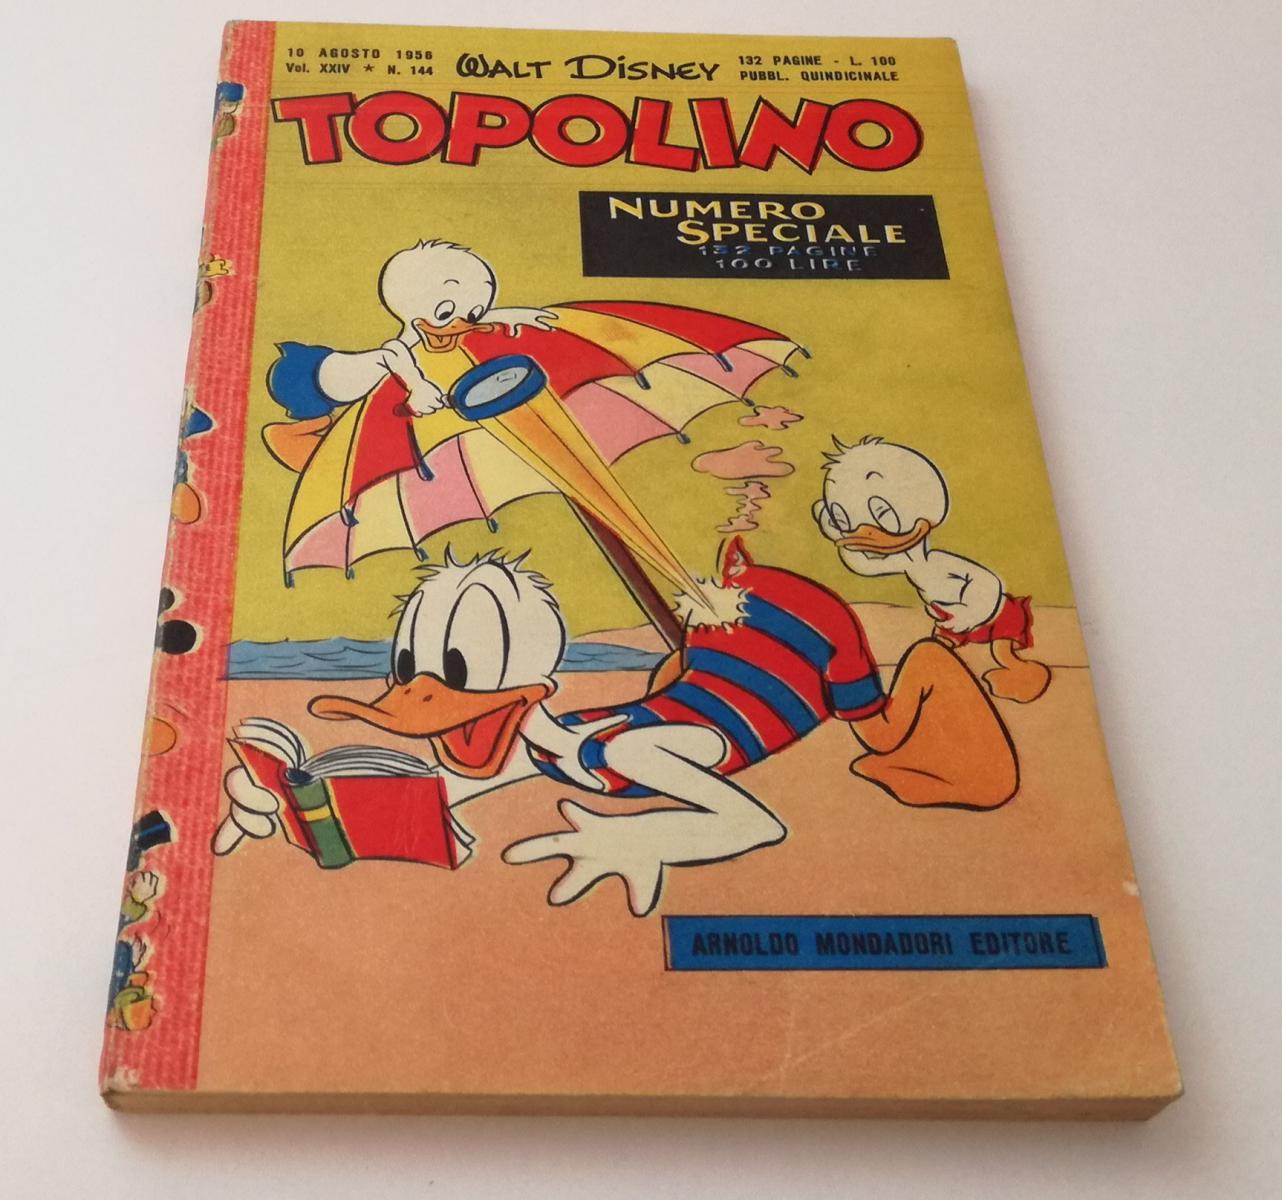 10 AGOSTO 1956
Vol. XXIV ★ N. 144
WALT DISNEY
132 PAGINE - L. 100
PUBBL. QUINDICINALE
TOPOLINO
NUMERO
SPECIALE
132 PAGINE
100 LIRE
ARNOLDO MONDADORI EDITORE